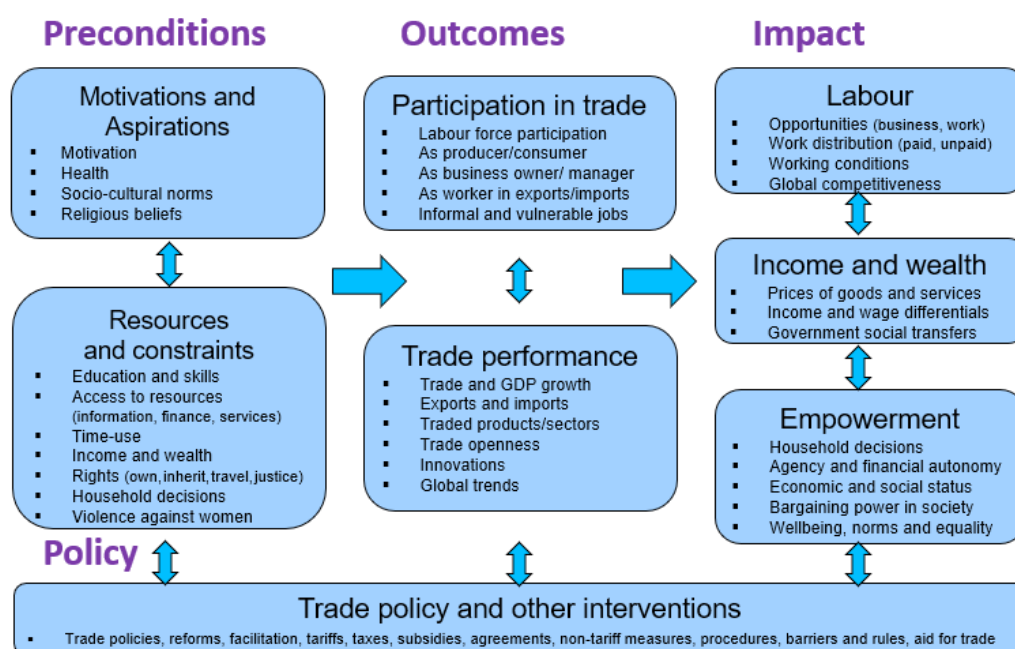 Preconditions
Motivations and
Aspirations
▪ Motivation
▪ Health
▪ Socio-cultural norms
▪ Religious beliefs
Resources
and constraints
▪ Education and skills
▪ Access to resources
(information, finance, services)
▪ Time-use
▪ Income and wealth
▪ Rights (own, inherit, travel, justice)
▪ Household decisions
▪ Violence against women
Outcomes
Participation in trade
▪ Labour force participation
▪ As producer/consumer
▪ As business owner/ manager
▪ As worker in exports/imports
▪ Informal and vulnerable jobs
Trade performance
▪ Trade and GDP growth
▪ Exports and imports
▪ Traded products/sectors
▪ Trade openness
▪ Innovations
▪ Global trends
Impact
Labour
▪ Opportunities (business, work)
▪ Work distribution (paid, unpaid)
▪ Working conditions
▪ Global competitiveness
Income and wealth
▪ Prices of goods and services
▪ Income and wage differentials
▪ Government social transfers
Empowerment
▪ Household decisions
▪ Agency and financial autonomy
▪ Economic and social status
▪ Bargaining power in society
▪ Wellbeing, norms and equality
Policy
Trade policy and other interventions
▪ Trade policies, reforms, facilitation, tariffs, taxes, subsidies, agreements, non-tariff measures, procedures, barriers and rules, aid for trade